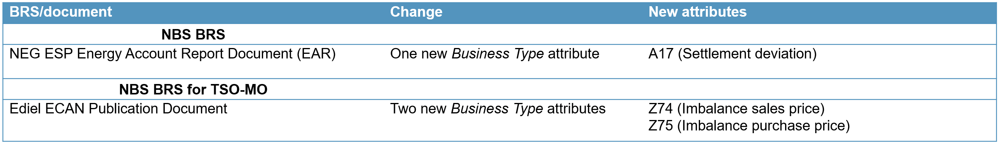 BRS/document Change New attributes
NBS BRS
NEG ESP Energy Account Report Document (EAR) One new Business Type attribute A17 (Settlement deviation)
NBS BRS for TSO-MO
Ediel ECAN Publication Document Two new Business Type attributes Z74 (Imbalance sales price)
Z75 (Imbalance purchase price)